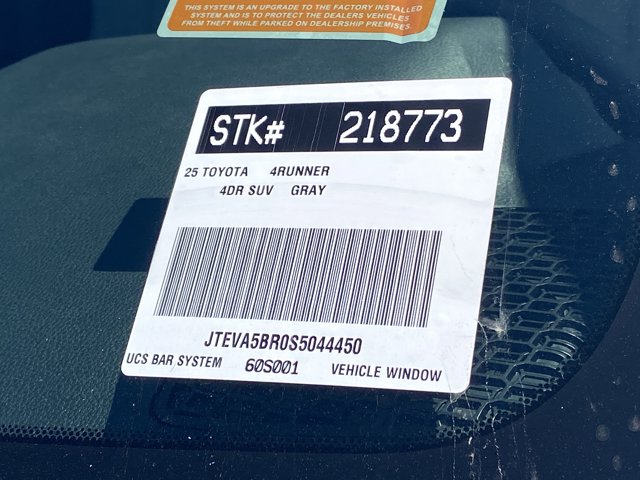 THIS SYSTEM IS AN UPGRADE TO THE FACTORY INSTALLED
SYSTEM AND IS TO PROTECT THE DEALERS VEHICLES
FROM THEFT WHILE PARKED ON DEALERSHIP PREMISES.
STK# 218773
25 TOYOTA 4RUNNER
4DR SUV GRAY
JTEVA5BR0S5044450
UCS BAR SYSTEM 60S001 VEHICLE WINDOW